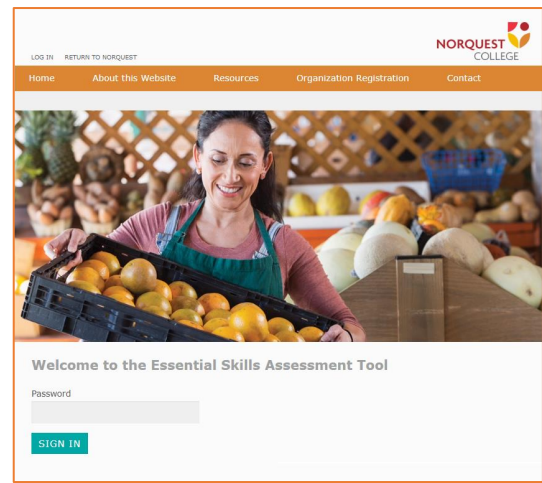 NORQUEST
COLLEGE
LOG IN RETURN TO NORQUEST
Home About this Website Resources Organization Registration Contact
Welcome to the Essential Skills Assessment Tool
Password
SIGN IN